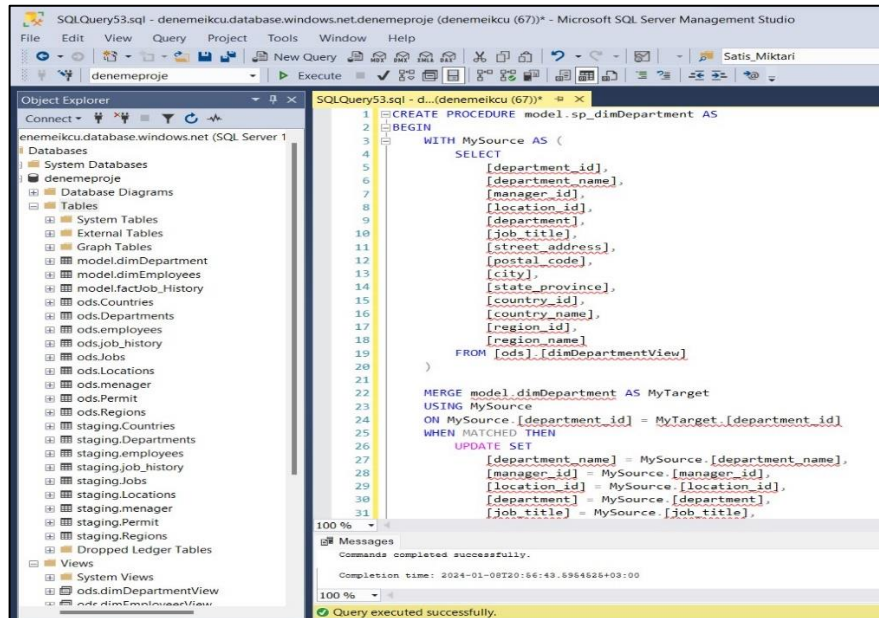 SQLQuery53.sql - denemeikcu.database.windows.net.denemeproje (denemeikcu (67))* - Microsoft SQL Server Management Studio
File Edit View Query Project Tools Window Help
New Query MDX DMX XMLA DAX Satis_Miktari
denemeproje Execute
Object Explorer
Connect
enemeikcu.database.windows.net (SQL Server 1
Databases
System Databases
denemeproje
Database Diagrams
Tables
System Tables
External Tables
Graph Tables
model.dimDepartment
model.dimEmployees
model.factJob_History
ods.Countries
ods.Departments
ods.employees
ods.job_history
ods.Jobs
ods.Locations
ods.menager
ods.Permit
ods.Regions
staging.Countries
staging.Departments
staging.employees
staging.job_history
staging.Jobs
staging.Locations
staging.menager
staging.Permit
staging.Regions
Dropped Ledger Tables
Views
System Views
ods.dimDepartmentView
ods.dimEmployeesView
SQLQuery53.sql - d...(denemeikcu (67))*
1 CREATE PROCEDURE model.sp_dimDepartment AS
2 BEGIN
3 WITH MySource AS (
4 SELECT
5 [department_id],
6 [department_name],
7 [manager_id],
8 [location_id],
9 [department],
10 [job_title],
11 [street_address],
12 [postal_code],
13 [city],
14 [state_province],
15 [country_id],
16 [country_name],
17 [region_id],
18 [region_name]
19 FROM [ods].[dimDepartmentView]
20 )
21
22 MERGE model.dimDepartment AS MyTarget
23 USING MySource
24 ON MySource.[department_id] = MyTarget.[department_id]
25 WHEN MATCHED THEN
26 UPDATE SET
27 [department_name] = MySource.[department_name],
28 [manager_id] = MySource.[manager_id],
29 [location_id] = MySource.[location_id],
30 [department] = MySource.[department],
31 [job_title] = MySource.[job_title],
100 %
Messages
Commands completed successfully.
Completion time: 2024-01-08T20:56:43.5954525+03:00
100 %
Query executed successfully.